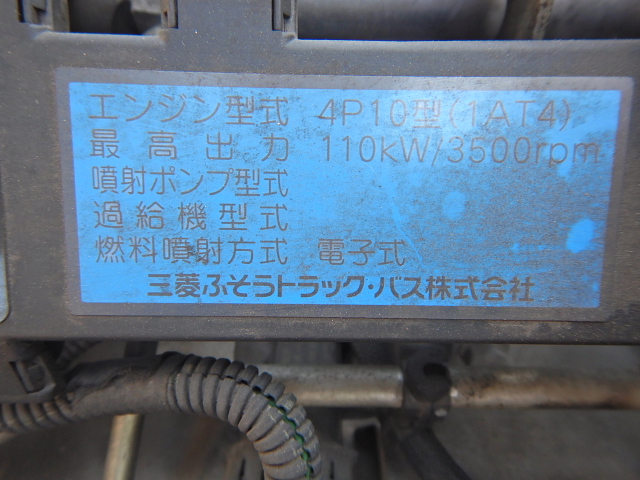 エンジン型式 4P10型(1AT4)
最高出力 110kW/3500rpm
噴射ポンプ型式
過給機型式
燃料噴射方式 電子式
三菱ふそうトラック・バス株式会社